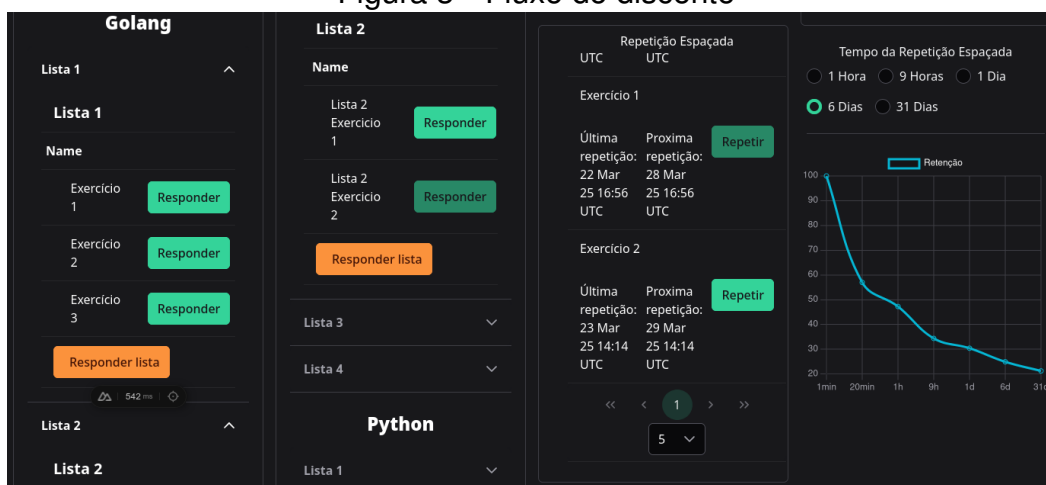 Figura 8 - Fluxo do discente
Golang
Lista 1
Lista 1
Name
Exercício
1
Responder
Exercício
2
Responder
Exercício
3
Responder
Responder lista
542 ms
Lista 2
Lista 2
Lista 2
Name
Lista 2
Exercicio
1
Responder
Lista 2
Exercicio
2
Responder
Responder lista
Lista 3
Lista 4
Python
Lista 1
Repetição Espaçada
UTC UTC
Exercício 1
Última Proxima
repetição: repetição:
22 Mar 28 Mar
25 16:56 25 16:56
UTC UTC
Repetir
Exercício 2
Última Proxima
repetição: repetição:
23 Mar 29 Mar
25 14:14 25 14:14
UTC UTC
Repetir
« ‹ 1 › »
5
Tempo da Repetição Espaçada
1 Hora 9 Horas 1 Dia
6 Dias 31 Dias
Retenção
100
90
80
70
60
50
40
30
20
1min 20min 1h 9h 1d 6d 31d